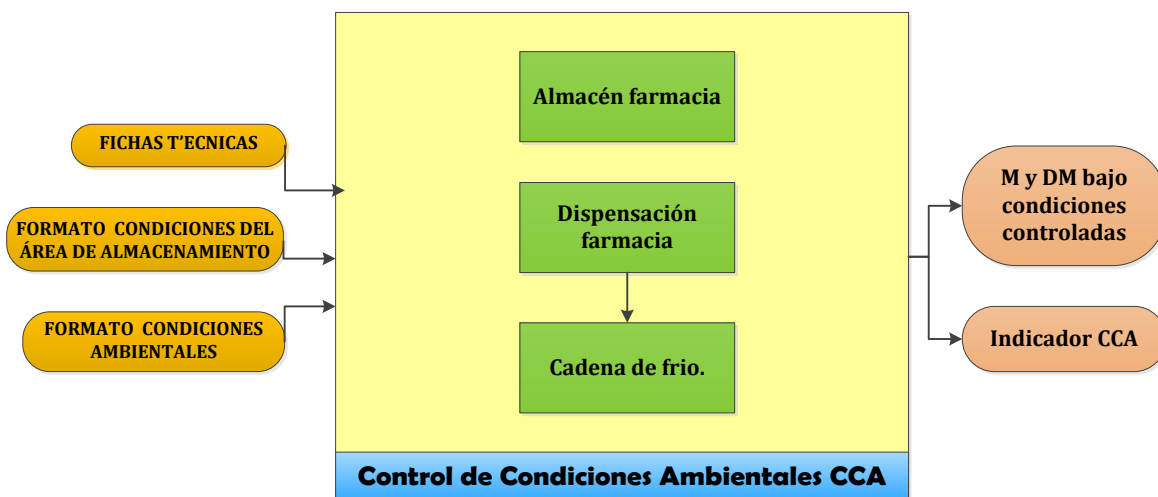 FICHAS T'ECNICAS
FORMATO CONDICIONES DEL
ÁREA DE ALMACENAMIENTO
FORMATO CONDICIONES
AMBIENTALES
Almacén farmacia
Dispensación
farmacia
Cadena de frio.
Control de Condiciones Ambientales CCA
M y DM bajo
condiciones
controladas
Indicador CCA